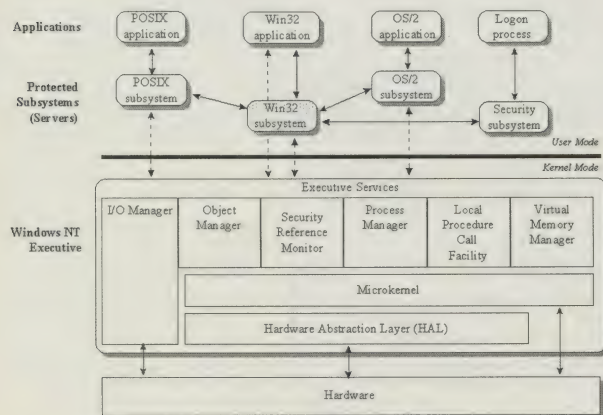 Applications
POSIX
application
Win32
application
OS/2
application
Logon
process
Protected
Subsystems
(Servers)
POSIX
subsystem
Win32
subsystem
OS/2
subsystem
Security
subsystem
User Mode
Kernel Mode
Windows NT
Executive
Executive Services
I/O Manager
Object
Manager
Security
Reference
Monitor
Process
Manager
Local
Procedure
Call
Facility
Virtual
Memory
Manager
Microkernel
Hardware Abstraction Layer (HAL)
Hardware